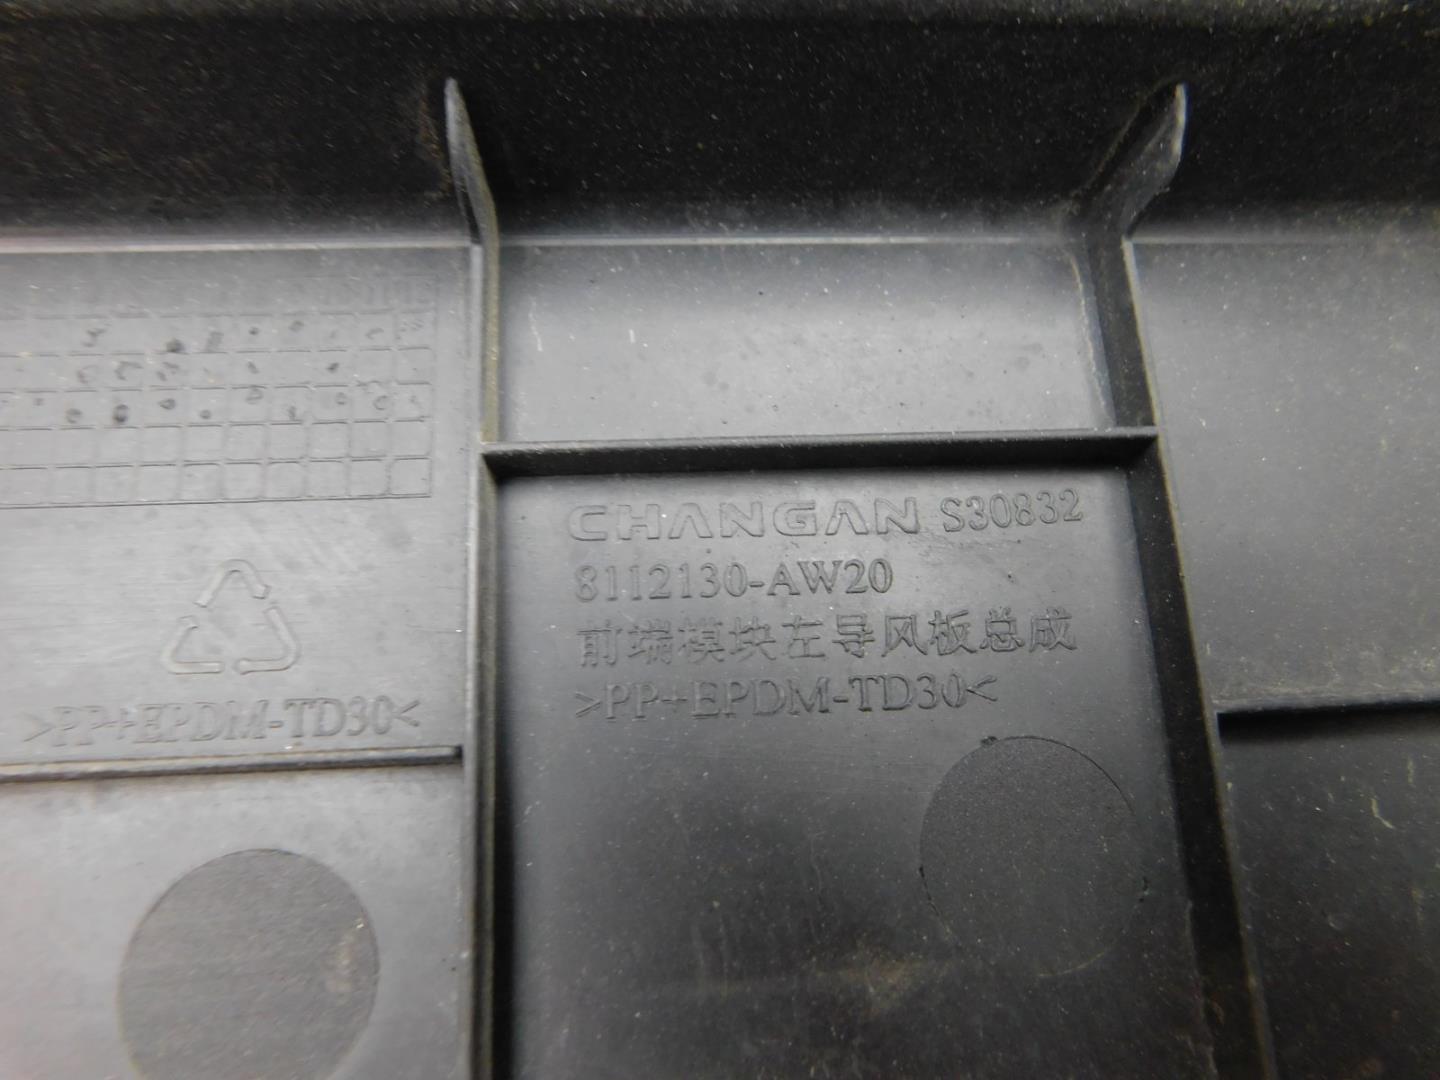 CHANGAN S30832
8112130-AW20
前端模块左导风板总成
>PP+EPDM-TD30<
>PP+EPDM-TD30<